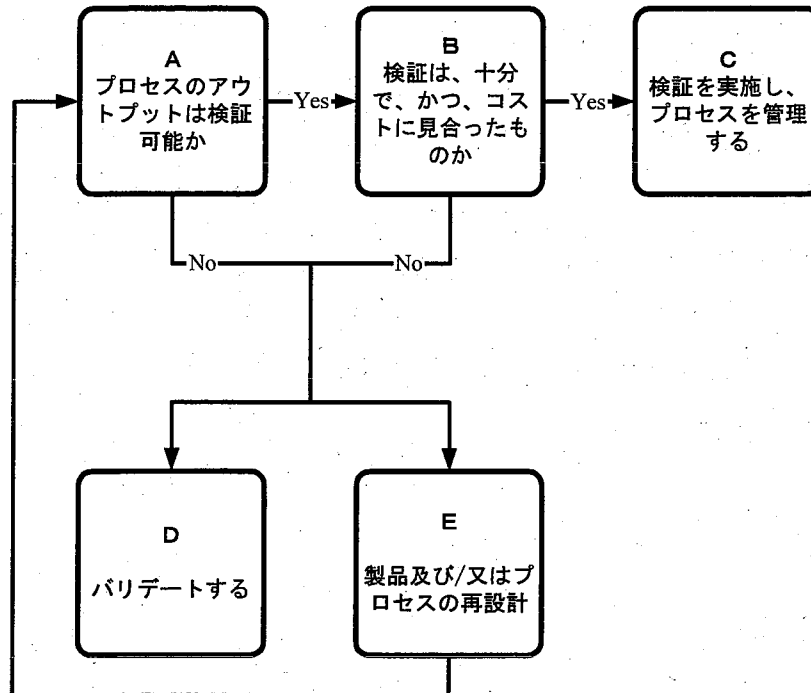 A
プロセスのアウ
トプットは検証
可能か
Yes
B
検証は、十分
で、かつ、コス
トに見合ったも
のか
Yes
C
検証を実施し、
プロセスを管理
する
No
No
D
バリデートする
E
製品及び/又はプ
ロセスの再設計